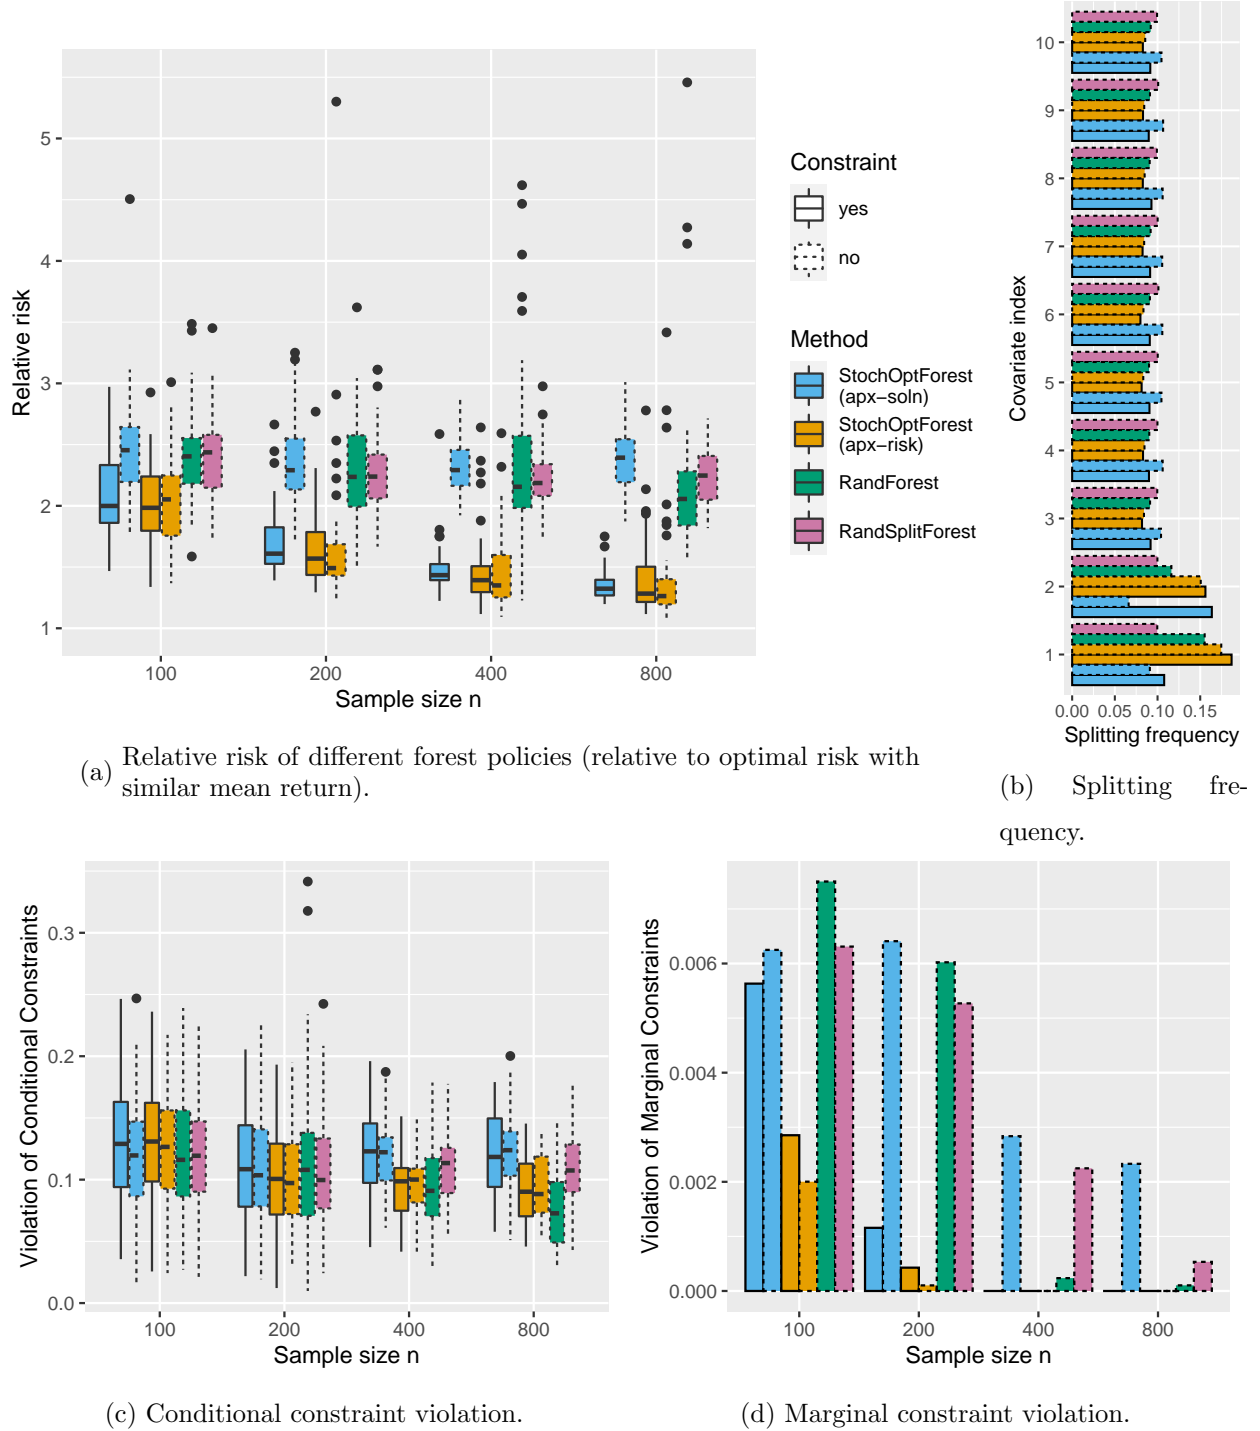 5
4
3
2
1
Relative risk
100
200
400
800
Sample size n
Constraint
yes
no
Method
StochOptForest
(apx−soln)
StochOptForest
(apx−risk)
RandForest
RandSplitForest
(a) Relative risk of different forest policies (relative to optimal risk with
similar mean return).
10
9
8
7
6
5
4
3
2
1
Covariate index
0.00 0.05 0.10 0.15
Splitting frequency
(b) Splitting fre-
quency.
0.3
0.2
0.1
0.0
Violation of Conditional Constraints
100
200
400
800
Sample size n
(c) Conditional constraint violation.
0.006
0.004
0.002
0.000
Violation of Marginal Constraints
100
200
400
800
Sample size n
(d) Marginal constraint violation.